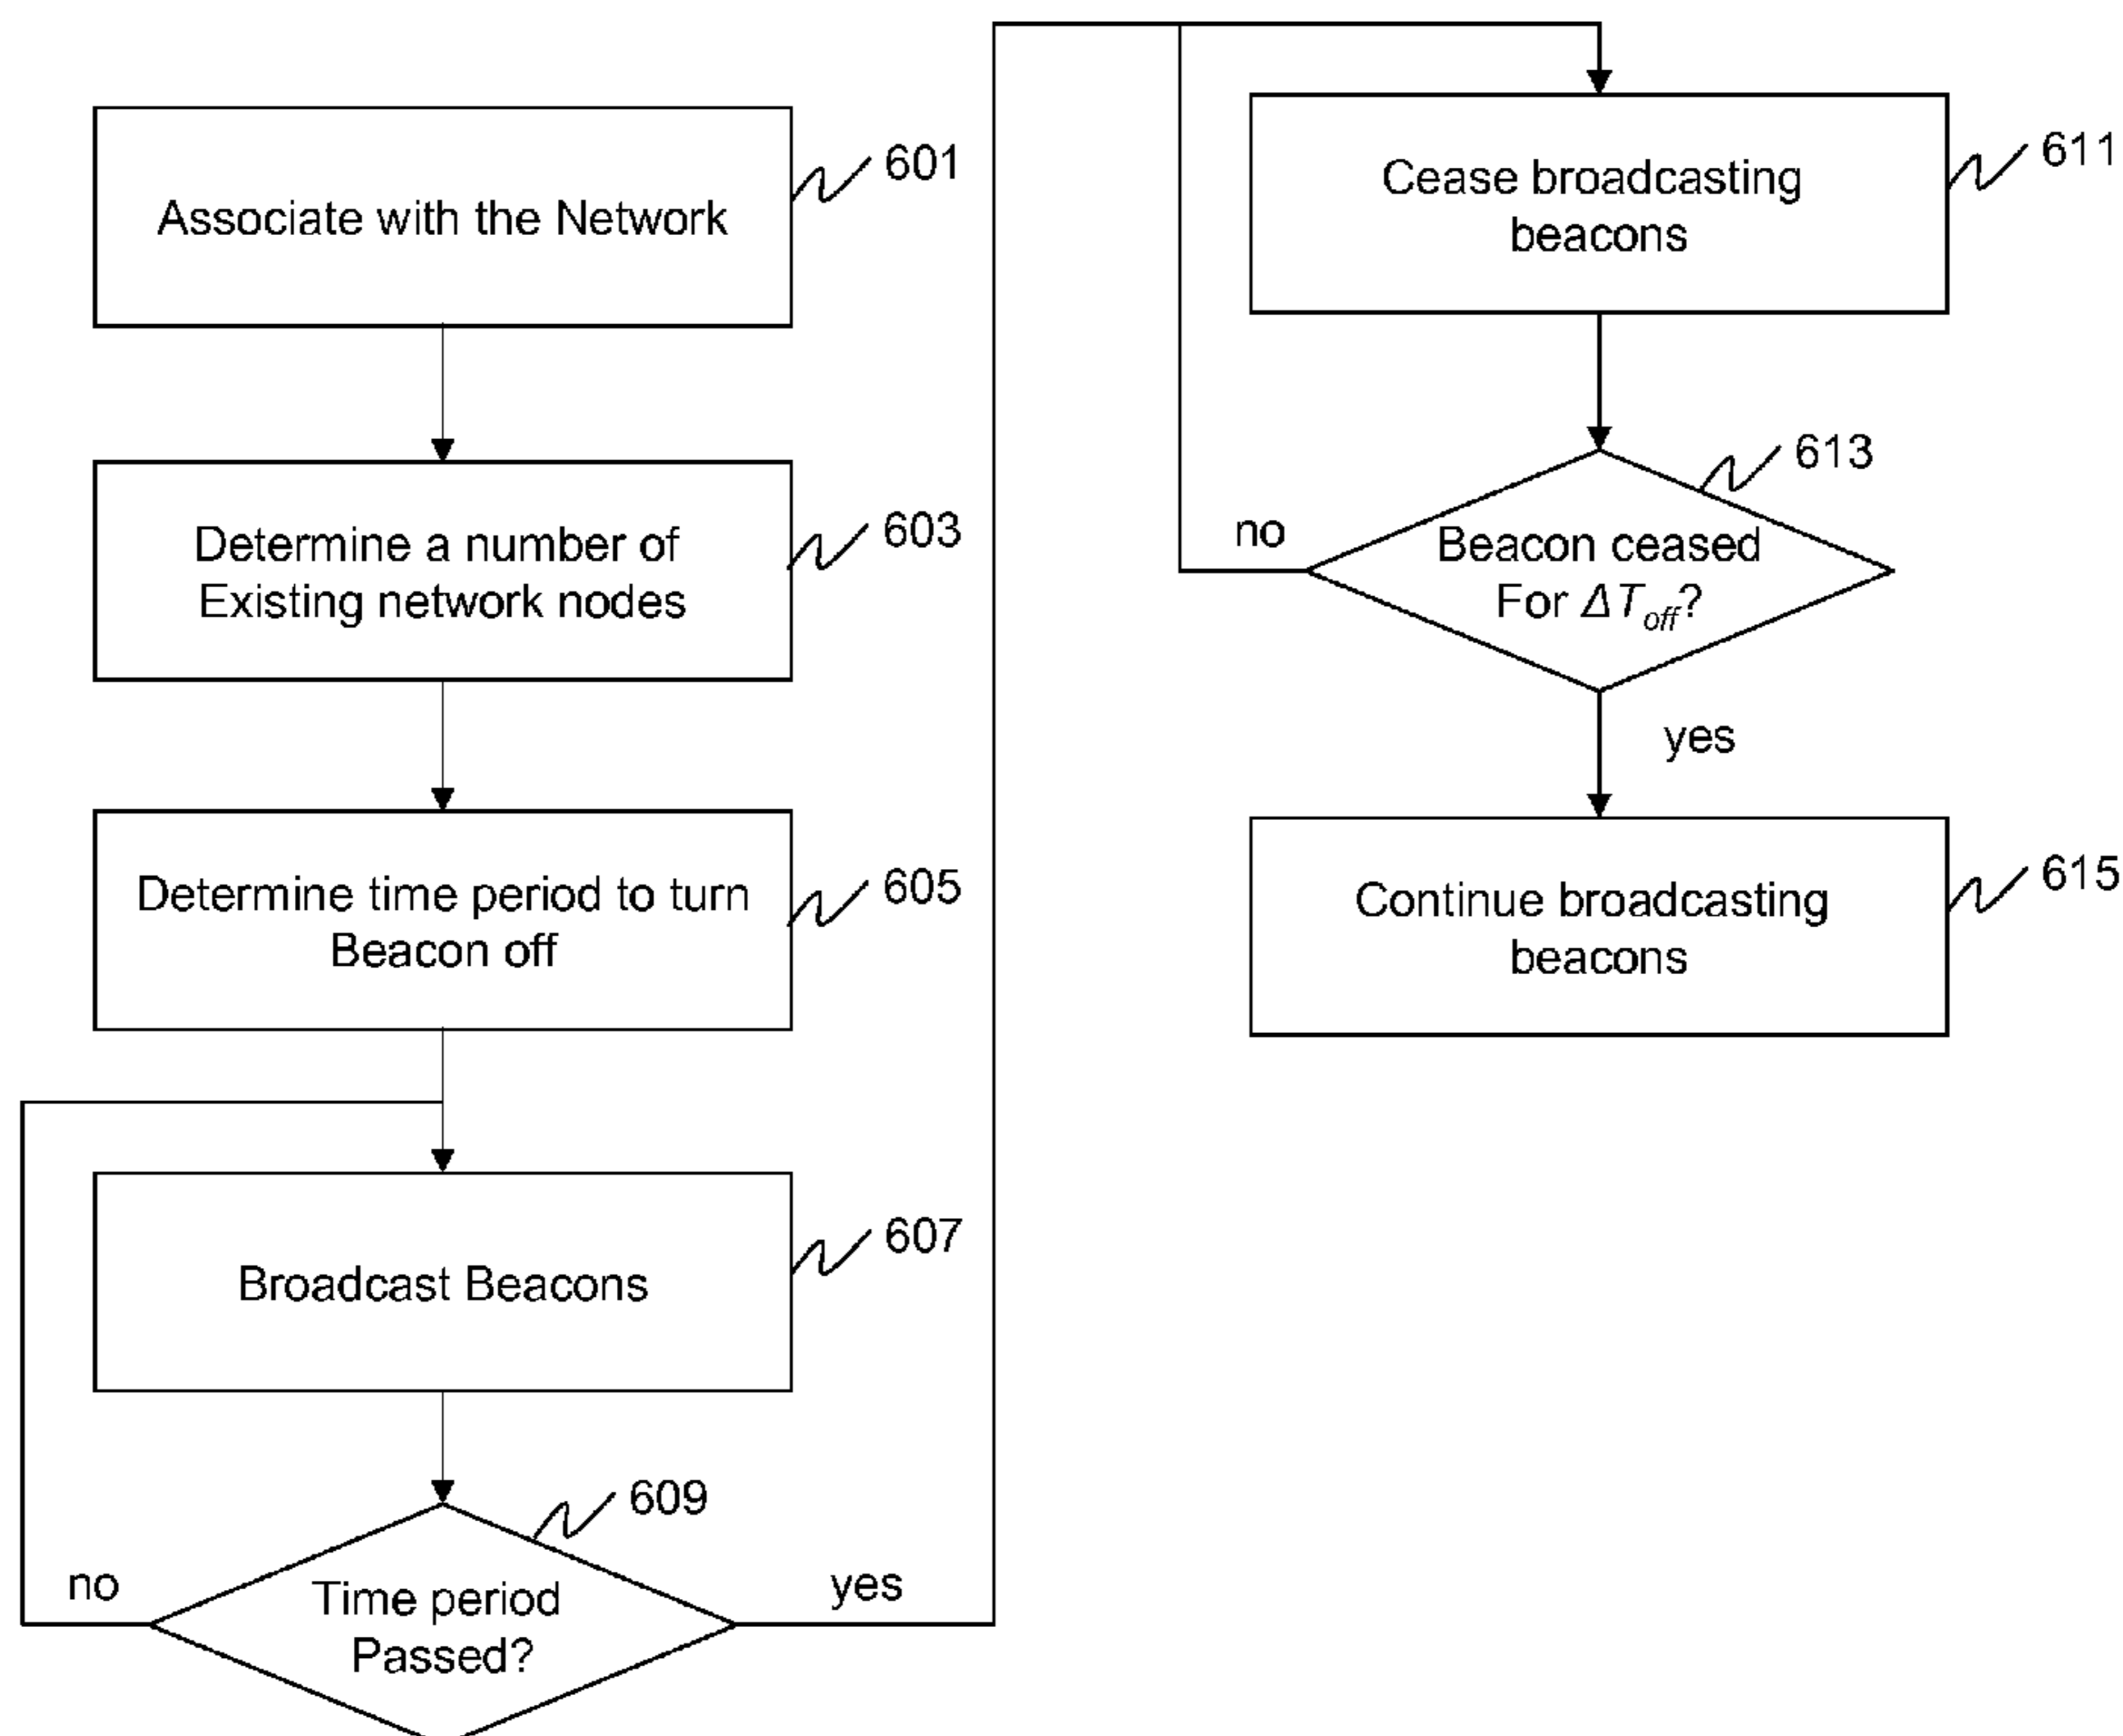 Associate with the Network
601
Determine a number of
Existing network nodes
603
Determine time period to turn
Beacon off
605
Broadcast Beacons
607
609
no
Time period
Passed?
yes
Cease broadcasting
beacons
611
613
no
Beacon ceased
For ΔToff?
yes
Continue broadcasting
beacons
615